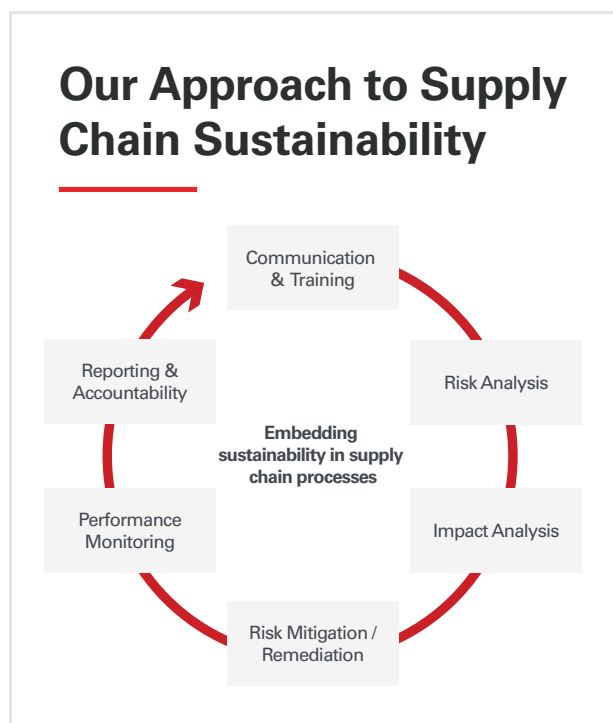 Our Approach to Supply
Chain Sustainability
Communication
& Training
Risk Analysis
Impact Analysis
Risk Mitigation /
Remediation
Performance
Monitoring
Reporting &
Accountability
Embedding
sustainability in supply
chain processes